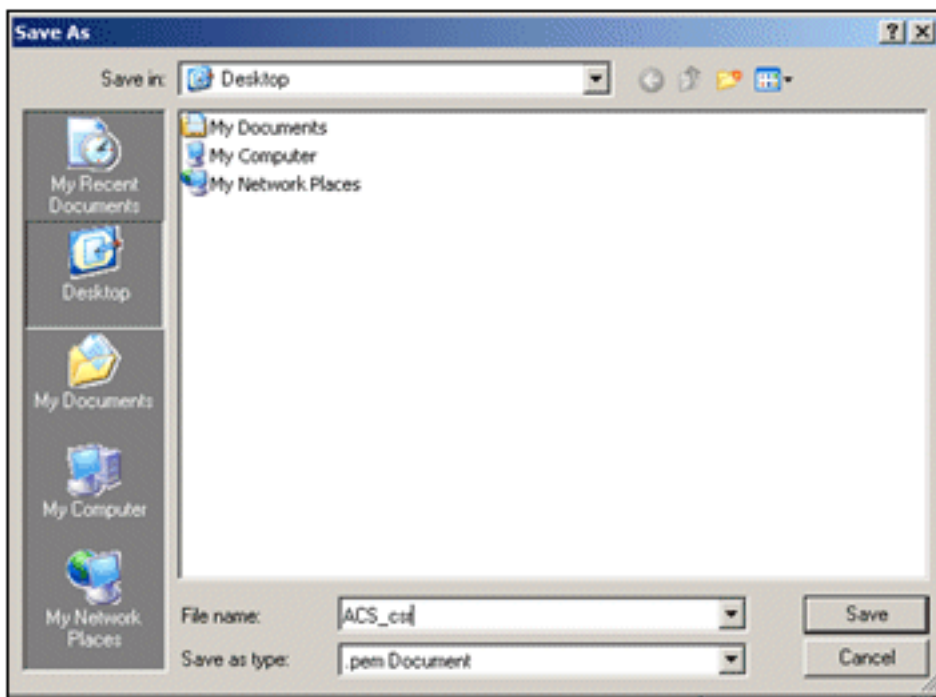 Save As
Save in:
Desktop
My Documents
My Computer
My Network Places
My Recent
Documents
Desktop
My Documents
My Computer
My Network
Places
File name:
ACS_csr
Save
Save as type:
.pem Document
Cancel